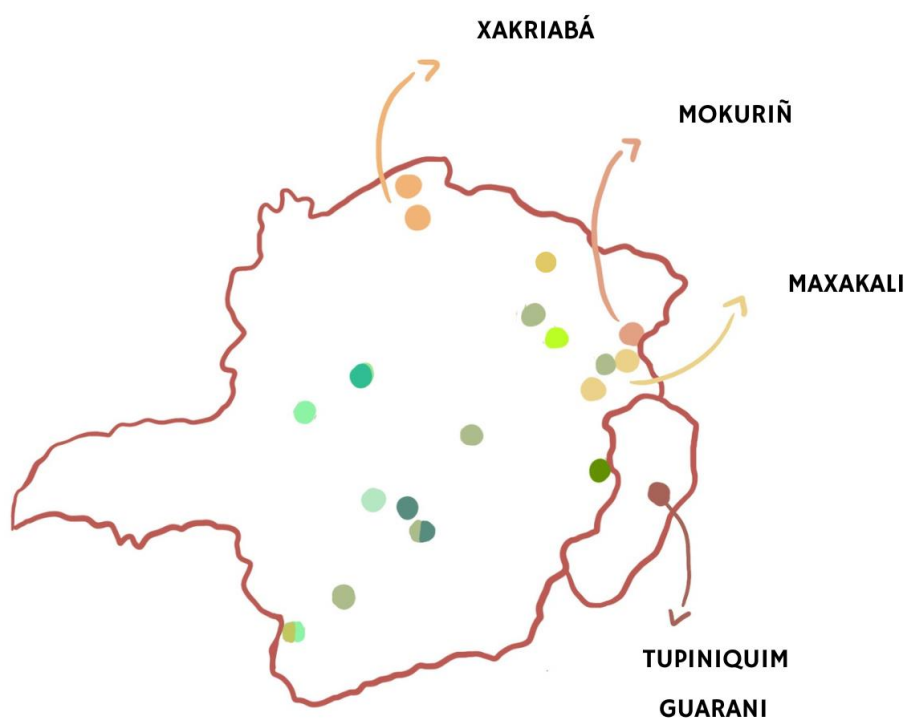 XAKRIABÁ
MOKURIÑ
MAXAKALI
TUPINIQUIM
GUARANI